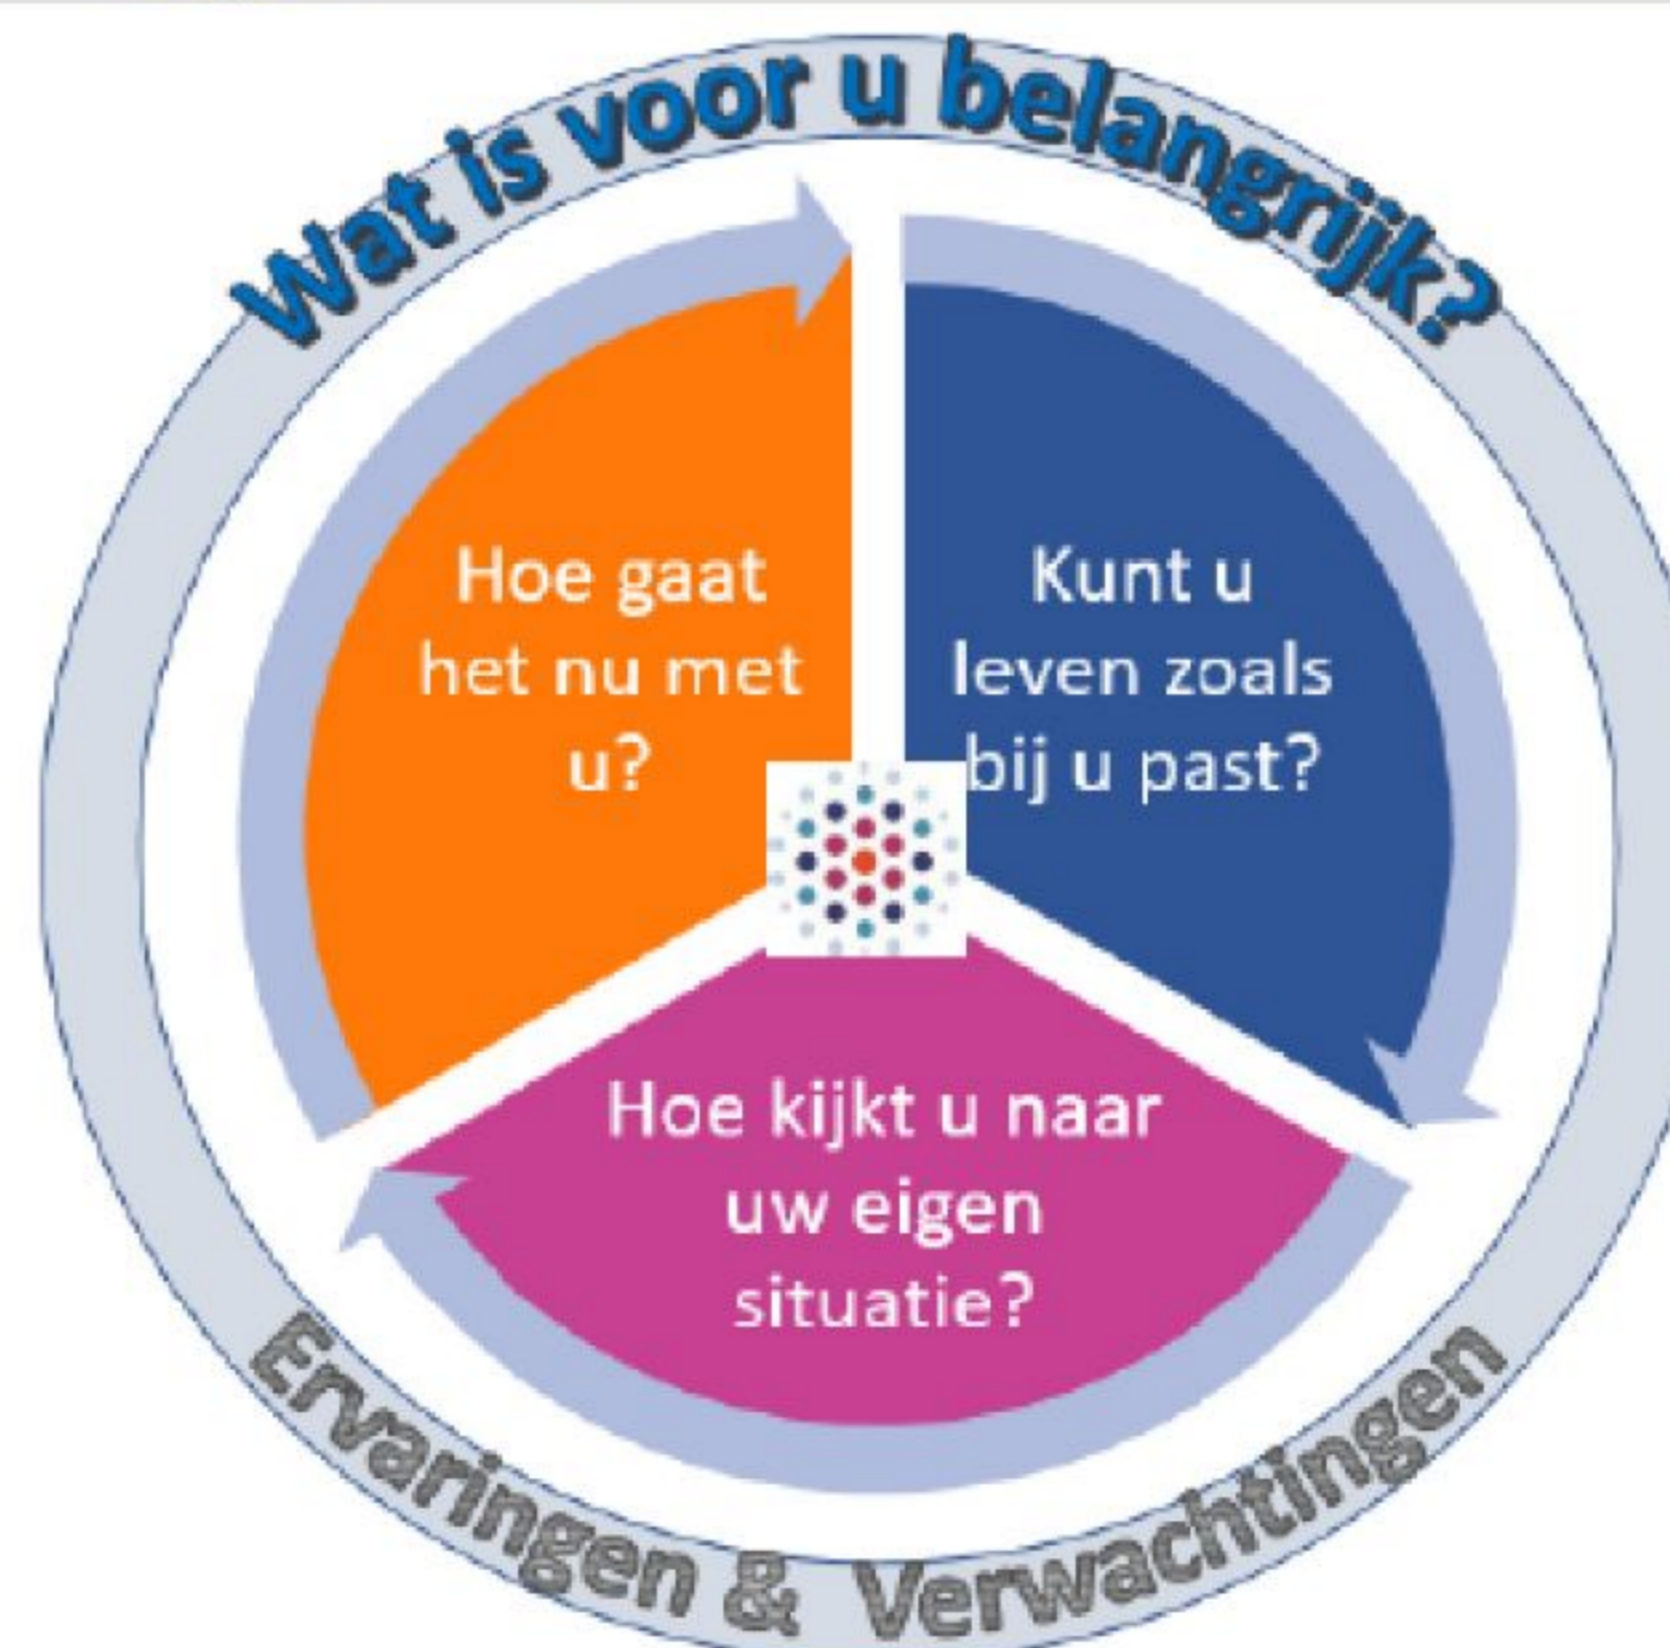 Wat is voor u belangrijk?
Hoe gaat
het nu met
u?
Kunt u
leven zoals
bij u past?
Hoe kijkt u naar
uw eigen
situatie?
Ervaringen & Verwachtingen